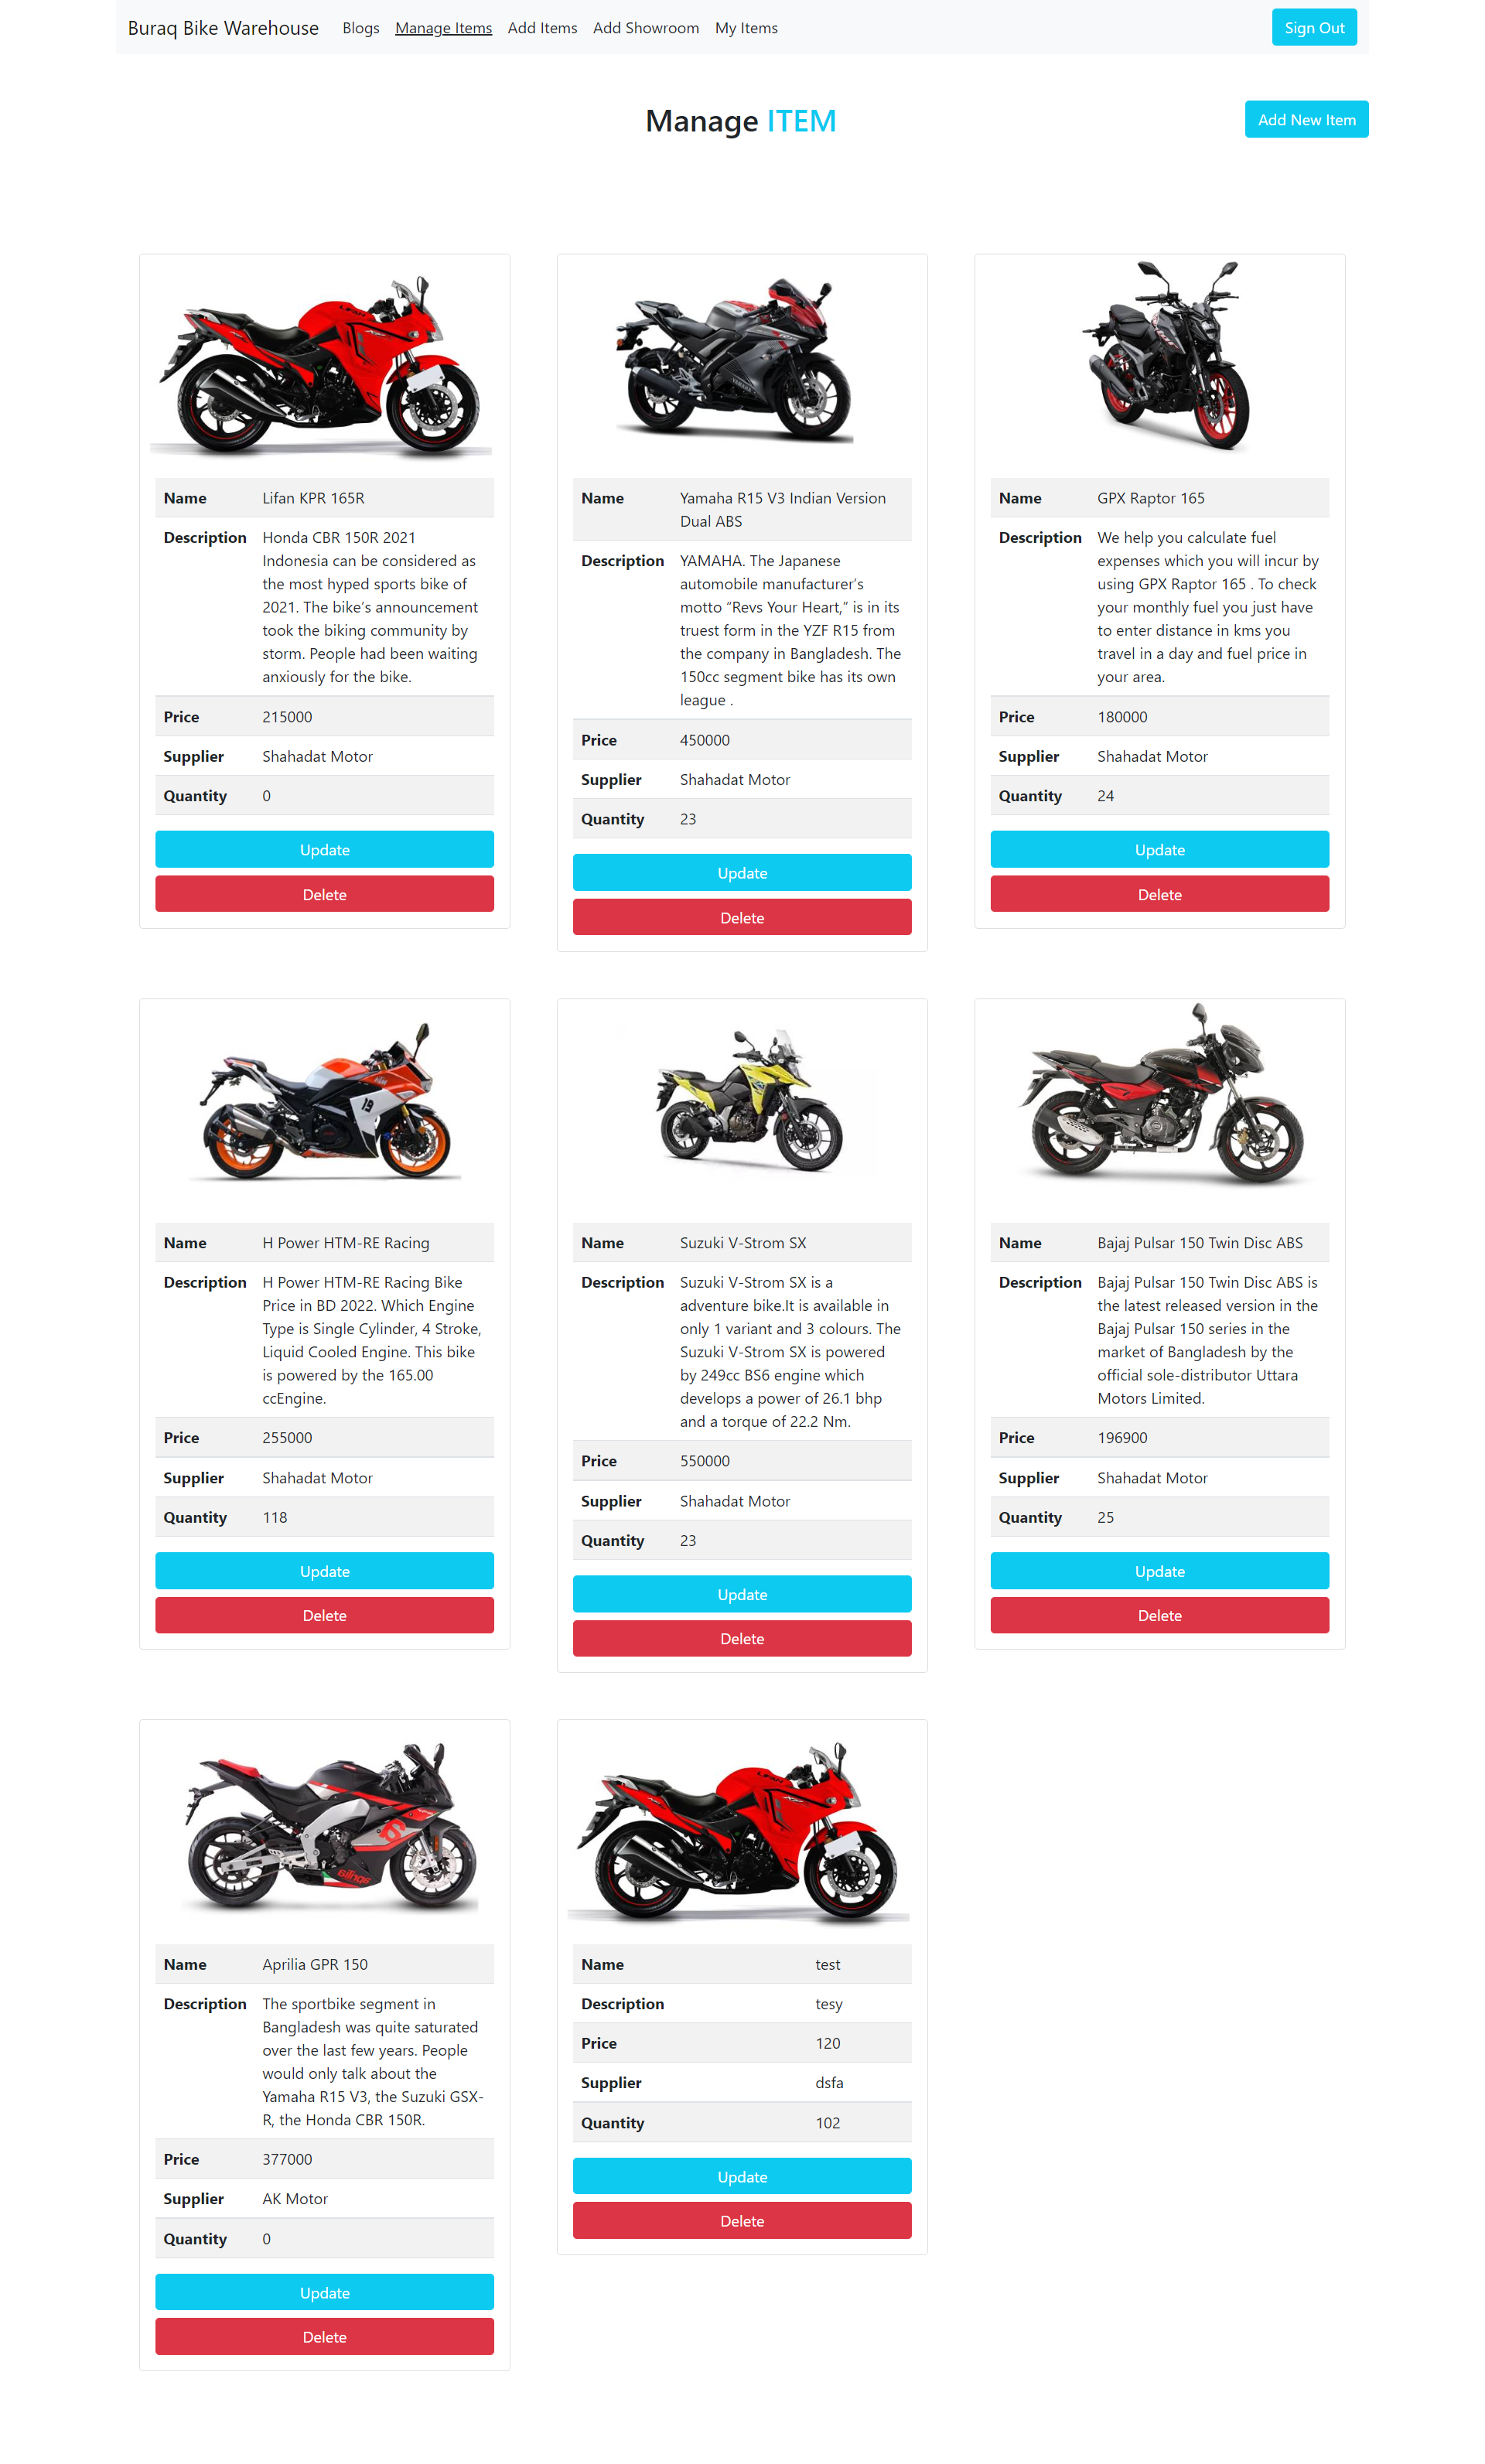 Buraq Bike Warehouse Blogs Manage Items Add Items Add Showroom My Items Sign Out
Manage ITEM
Add New Item
LIFAN
Name Lifan KPR 165R
Description Honda CBR 150R 2021
Indonesia can be considered as
the most hyped sports bike of
2021. The bike's announcement
took the biking community by
storm. People had been waiting
anxiously for the bike.
Price 215000
Supplier Shahadat Motor
Quantity 0
Update
Delete
YAMAHA
Name Yamaha R15 V3 Indian Version
Dual ABS
Description YAMAHA. The Japanese
automobile manufacturer's
motto “Revs Your Heart,” is in its
truest form in the YZF R15 from
the company in Bangladesh. The
150cc segment bike has its own
league .
Price 450000
Supplier Shahadat Motor
Quantity 23
Update
Delete
Name GPX Raptor 165
Description We help you calculate fuel
expenses which you will incur by
using GPX Raptor 165 . To check
your monthly fuel you just have
to enter distance in kms you
travel in a day and fuel price in
your area.
Price 180000
Supplier Shahadat Motor
Quantity 24
Update
Delete
19
Name H Power HTM-RE Racing
Description H Power HTM-RE Racing Bike
Price in BD 2022. Which Engine
Type is Single Cylinder, 4 Stroke,
Liquid Cooled Engine. This bike
is powered by the 165.00
ccEngine.
Price 255000
Supplier Shahadat Motor
Quantity 118
Update
Delete
Name Suzuki V-Strom SX
Description Suzuki V-Strom SX is a
adventure bike.It is available in
only 1 variant and 3 colours. The
Suzuki V-Strom SX is powered
by 249cc BS6 engine which
develops a power of 26.1 bhp
and a torque of 22.2 Nm.
Price 550000
Supplier Shahadat Motor
Quantity 23
Update
Delete
Name Bajaj Pulsar 150 Twin Disc ABS
Description Bajaj Pulsar 150 Twin Disc ABS is
the latest released version in the
Bajaj Pulsar 150 series in the
market of Bangladesh by the
official sole-distributor Uttara
Motors Limited.
Price 196900
Supplier Shahadat Motor
Quantity 25
Update
Delete
Name Aprilia GPR 150
Description The sportbike segment in
Bangladesh was quite saturated
over the last few years. People
would only talk about the
Yamaha R15 V3, the Suzuki GSX-
R, the Honda CBR 150R.
Price 377000
Supplier AK Motor
Quantity 0
Update
Delete
LIFAN
Name test
Description tesy
Price 120
Supplier dsfa
Quantity 102
Update
Delete